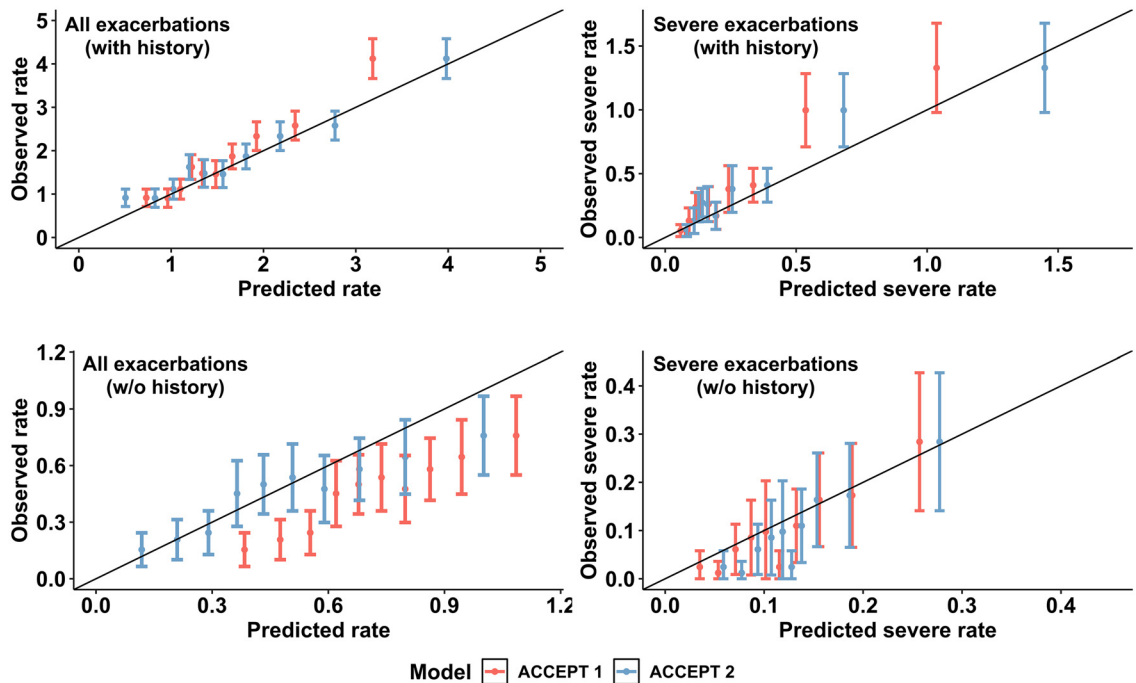 All exacerbations
(with history)
Observed rate
5
4
3
2
1
0
0 1 2 3 4 5
Predicted rate
Severe exacerbations
(with history)
Observed severe rate
1.5
1.0
0.5
0.0
0.0 0.5 1.0 1.5
Predicted severe rate
All exacerbations
(w/o history)
Observed rate
1.2
0.9
0.6
0.3
0.0
0.0 0.3 0.6 0.9 1.2
Predicted rate
Severe exacerbations
(w/o history)
Observed severe rate
0.4
0.3
0.2
0.1
0.0
0.0 0.1 0.2 0.3 0.4
Predicted severe rate
Model ACCEPT 1 ACCEPT 2